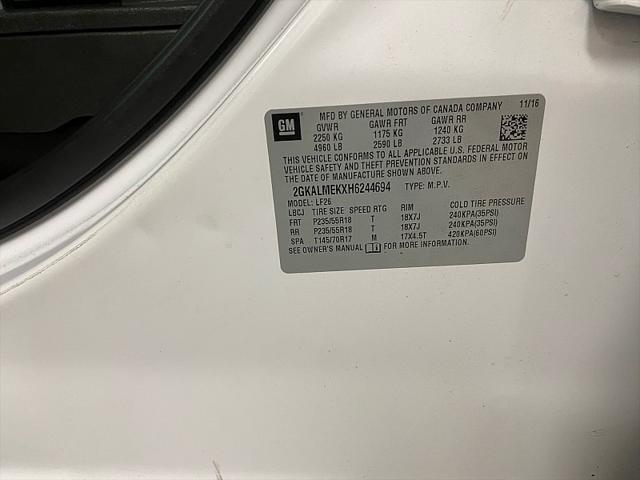 GM
MFD BY GENERAL MOTORS OF CANADA COMPANY 11/16
GVWR GAWR FRT GAWR RR
2250 KG 1175 KG 1240 KG
4960 LB 2590 LB 2733 LB
THIS VEHICLE CONFORMS TO ALL APPLICABLE U.S. FEDERAL MOTOR
VEHICLE SAFETY AND THEFT PREVENTION STANDARDS IN EFFECT ON
THE DATE OF MANUFACTURE SHOWN ABOVE.
2GKALMEKXH6244694 TYPE: M.P.V.
MODEL: LF26
LBCJ TIRE SIZE SPEED RTG RIM COLD TIRE PRESSURE
FRT P235/55R18 T 18X7J 240KPA(35PSI)
RR P235/55R18 T 18X7J 240KPA(35PSI)
SPA T145/70R17 M 17X4.5T 420KPA(60PSI)
SEE OWNER'S MANUAL FOR MORE INFORMATION.